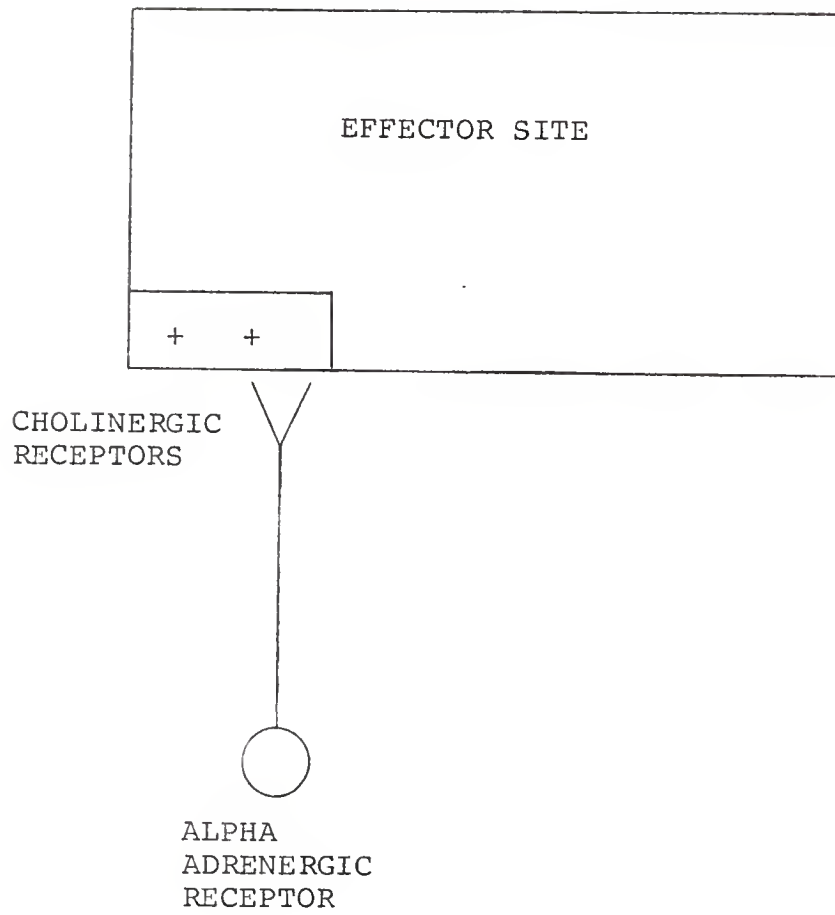 EFFECTOR SITE
+ +
CHOLINERGIC
RECEPTORS
ALPHA
ADRENERGIC
RECEPTOR